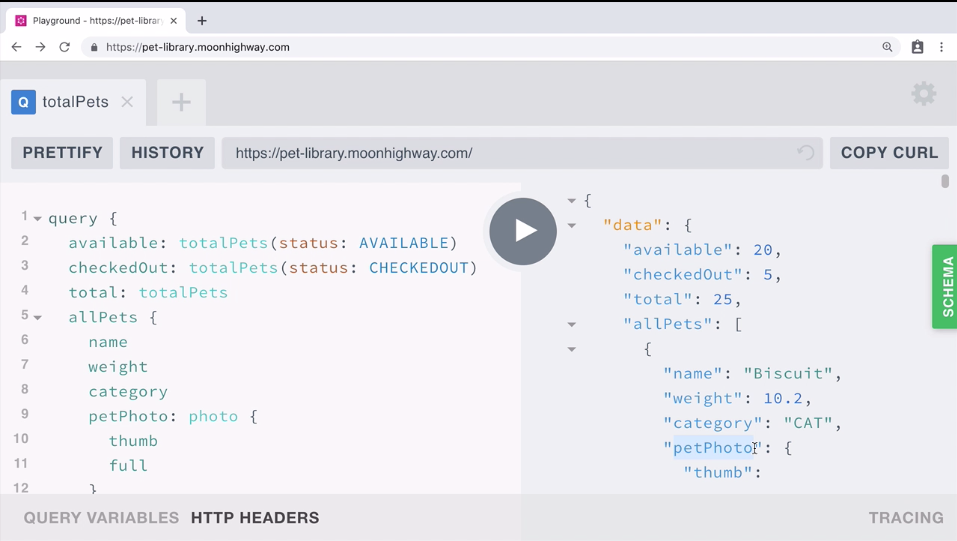 Playground - https://pet-librar
https://pet-library.moonhighway.com
Q totalPets
PRETTIFY HISTORY https://pet-library.moonhighway.com/ COPY CURL
1 query {
2 available: totalPets(status: AVAILABLE)
3 checkedOut: totalPets(status: CHECKEDOUT)
4 total: totalPets
5 allPets {
6 name
7 weight
8 category
9 petPhoto: photo {
10 thumb
11 full
12 }
{
"data": {
"available": 20,
"checkedOut": 5,
"total": 25,
"allPets": [
{
"name": "Biscuit",
"weight": 10.2,
"category": "CAT",
"petPhoto": {
"thumb":
SCHEMA
QUERY VARIABLES HTTP HEADERS TRACING